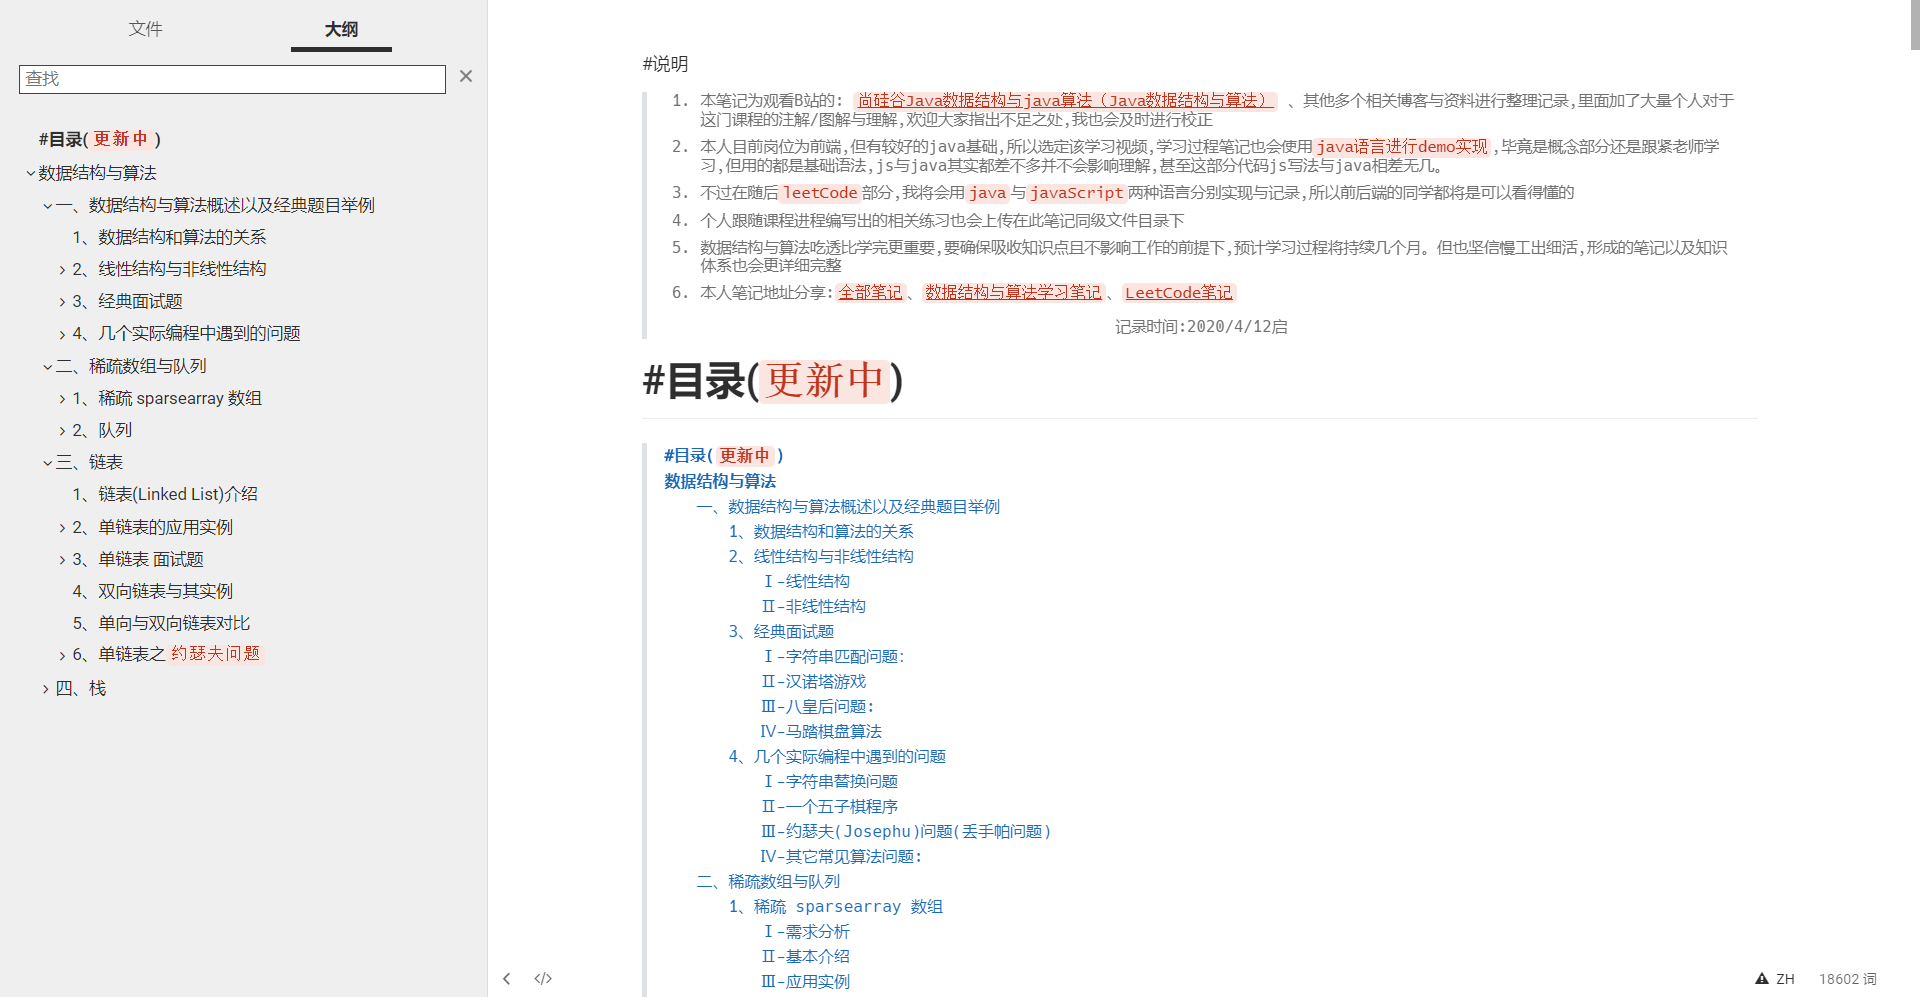 文件
大纲
查找
#目录(更新中)
数据结构与算法
一、数据结构与算法概述以及经典题目举例
1、数据结构和算法的关系
2、线性结构与非线性结构
3、经典面试题
4、几个实际编程中遇到的问题
二、稀疏数组与队列
1、稀疏 sparsearray 数组
2、队列
三、链表
1、链表(Linked List)介绍
2、单链表的应用实例
3、单链表 面试题
4、双向链表与其实例
5、单向与双向链表对比
6、单链表之 约瑟夫问题
四、栈
#说明
1. 本笔记为观看B站的: 尚硅谷Java数据结构与java算法（Java数据结构与算法） 、其他多个相关博客与资料进行整理记录,里面加了大量个人对于
这门课程的注解/图解与理解,欢迎大家指出不足之处,我也会及时进行校正
2. 本人目前岗位为前端,但有较好的java基础,所以选定该学习视频,学习过程笔记也会使用java语言进行demo实现,毕竟是概念部分还是跟紧老师学
习,但用的都是基础语法,js与java其实都差不多并不会影响理解,甚至这部分代码js写法与java相差无几。
3. 不过在随后leetCode部分,我将会用java与javaScript两种语言分别实现与记录,所以前后端的同学都将是可以看得懂的
4. 个人跟随课程进程编写出的相关练习也会上传在此笔记同级文件目录下
5. 数据结构与算法吃透比学完更重要,要确保吸收知识点且不影响工作的前提下,预计学习过程将持续几个月。但也坚信慢工出细活,形成的笔记以及知识
体系也会更详细完整
6. 本人笔记地址分享:全部笔记、数据结构与算法学习笔记、LeetCode笔记
记录时间:2020/4/12启
#目录(更新中)
#目录(更新中)
数据结构与算法
一、数据结构与算法概述以及经典题目举例
1、数据结构和算法的关系
2、线性结构与非线性结构
Ⅰ-线性结构
Ⅱ-非线性结构
3、经典面试题
Ⅰ-字符串匹配问题：
Ⅱ-汉诺塔游戏
Ⅲ-八皇后问题:
Ⅳ-马踏棋盘算法
4、几个实际编程中遇到的问题
Ⅰ-字符串替换问题
Ⅱ-一个五子棋程序
Ⅲ-约瑟夫(Josephu)问题(丢手帕问题)
Ⅳ-其它常见算法问题:
二、稀疏数组与队列
1、稀疏 sparsearray 数组
Ⅰ-需求分析
Ⅱ-基本介绍
Ⅲ-应用实例
ZH
18602 词